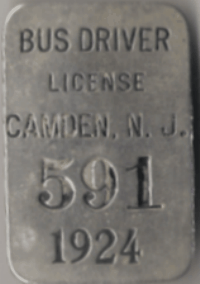 BUS DRIVER
LICENSE
CAMDEN, N. J.
591
1924